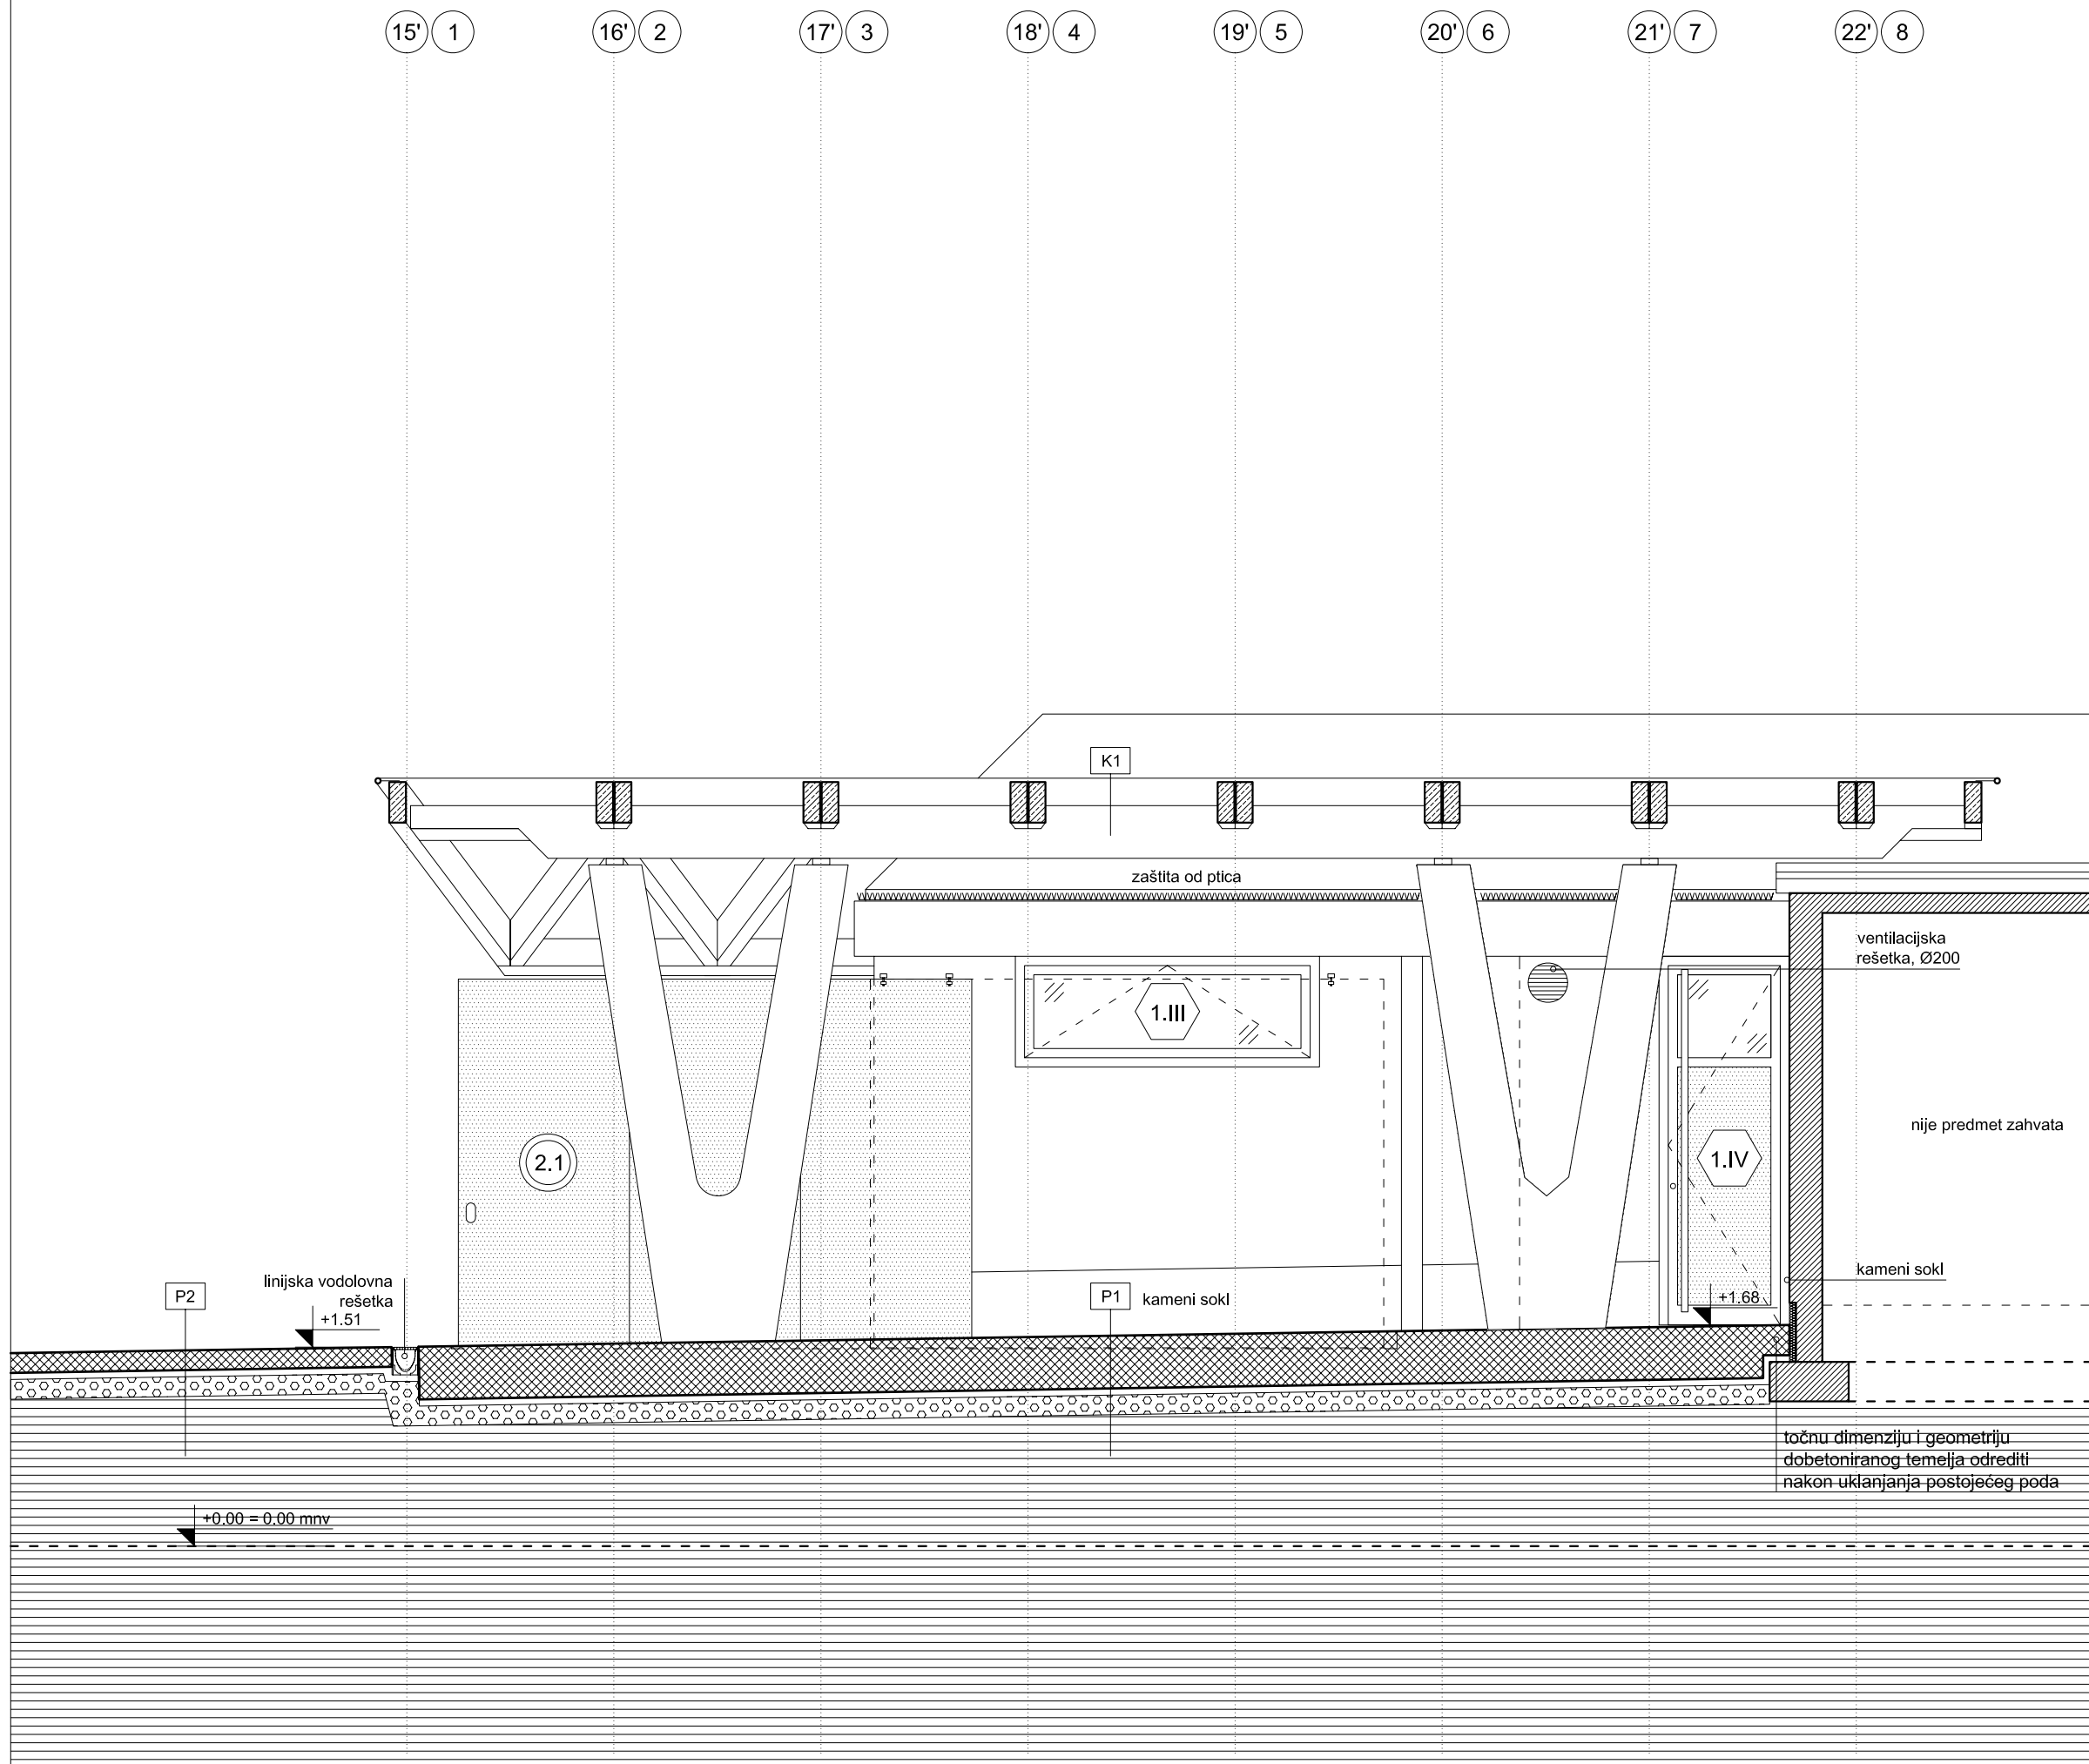 15' 1 16' 2 17' 3 18' 4 19' 5 20' 6 21' 7 22' 8
K1
zaštita od ptica
ventilacijska
rešetka, Ø200
1.III
nije predmet zahvata
2.1
1.IV
kameni sokl
linijska vodolovna
rešetka
P2
P1
kameni sokl
+1.68
+1.51
točnu dimenziju i geometriju
dobetoniranog temelja odrediti
nakon uklanjanja postojećeg poda
+0.00 = 0.00 mnv